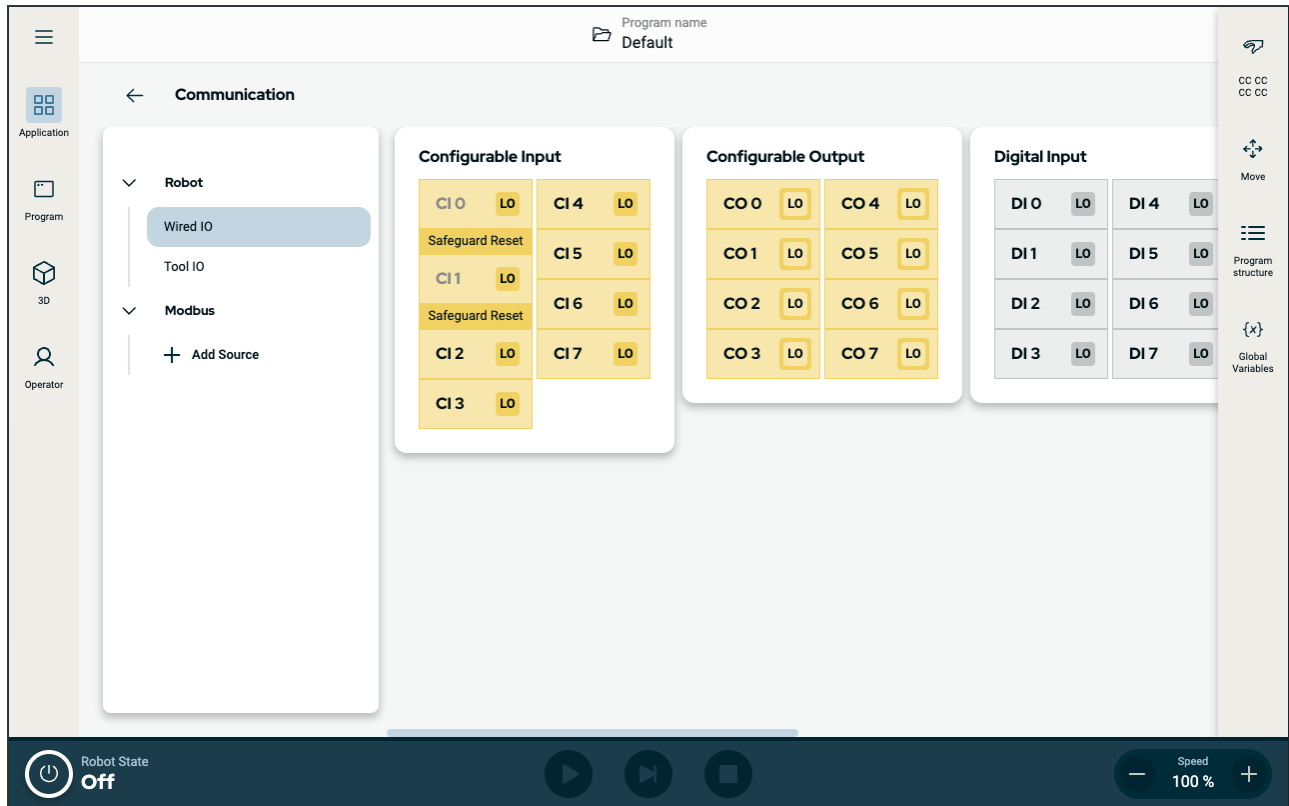 Program name
Default
Application
Program
3D
Operator
Communication
Robot
Wired IO
Tool IO
Modbus
Add Source
Configurable Input
CI 0 LO CI 4 LO
Safeguard Reset
CI 5 LO
CI 1 LO
CI 6 LO
Safeguard Reset
CI 2 LO CI 7 LO
CI 3 LO
Configurable Output
CO 0 LO CO 4 LO
CO 1 LO CO 5 LO
CO 2 LO CO 6 LO
CO 3 LO CO 7 LO
Digital Input
DI 0 LO DI 4 LO
DI 1 LO DI 5 LO
DI 2 LO DI 6 LO
DI 3 LO DI 7 LO
CC CC
CC CC
Move
Program
structure
{x}
Global
Variables
Robot State
Off
Speed
100 %